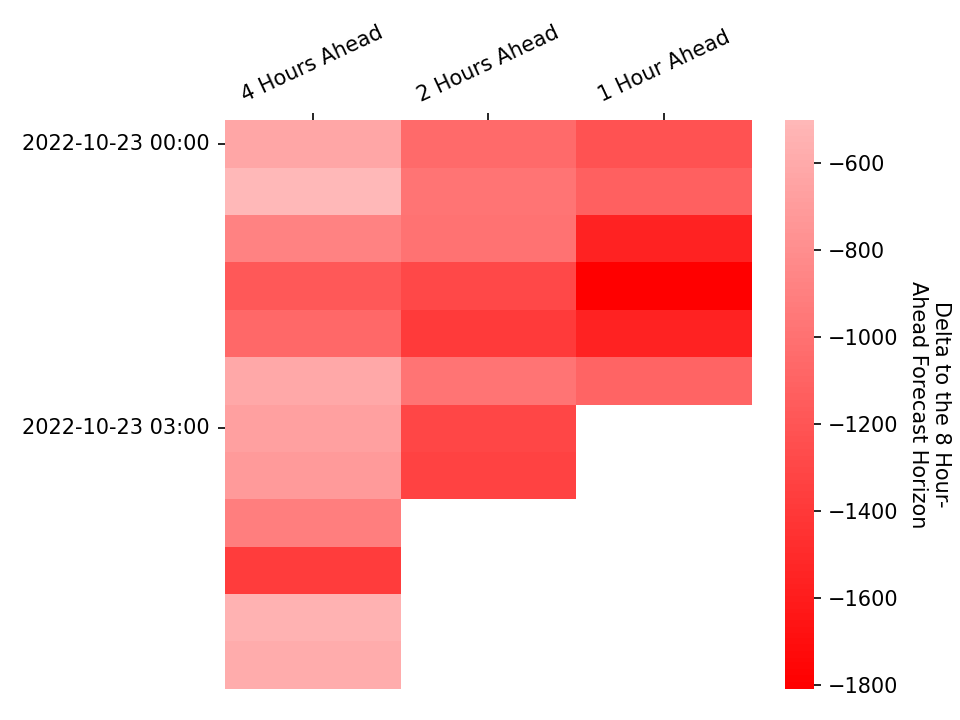 4 Hours Ahead
2 Hours Ahead
1 Hour Ahead
2022-10-23 00:00
2022-10-23 03:00
−600
−800
−1000
−1200
−1400
−1600
−1800
Delta to the 8 Hour-
Ahead Forecast Horizon